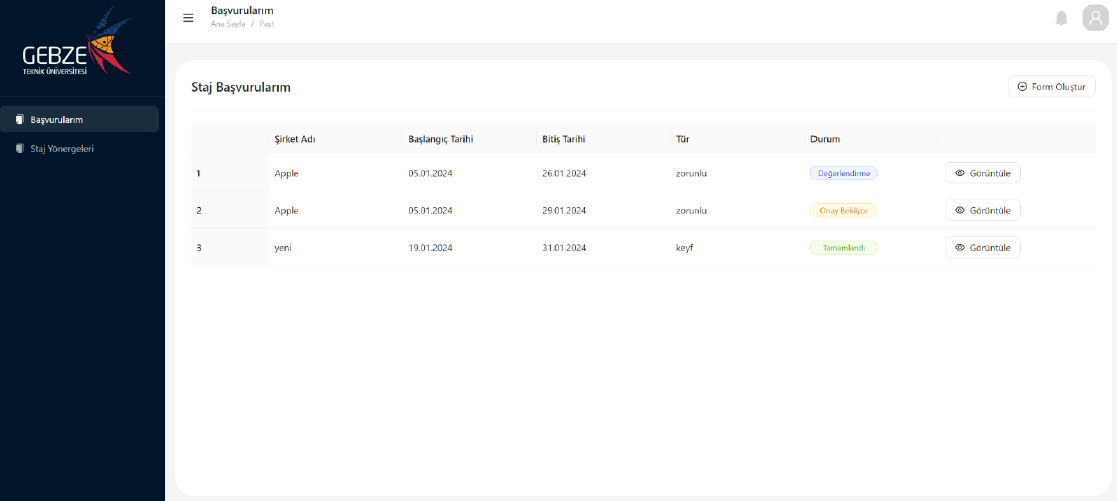 GEBZE
TEKNİK ÜNİVERSİTESİ
Başvurularım
Staj Yönergeleri
Başvurularım
Ana Sayfa / Past
Staj Başvurularım
Form Oluştur
Şirket Adı Başlangıç Tarihi Bitiş Tarihi Tür Durum
1 Apple 05.01.2024 26.01.2024 zorunlu Değerlendirme Görüntüle
2 Apple 05.01.2024 29.01.2024 zorunlu Onay Bekliyor Görüntüle
3 yeni 19.01.2024 31.01.2024 keyf Tamamlandı Görüntüle